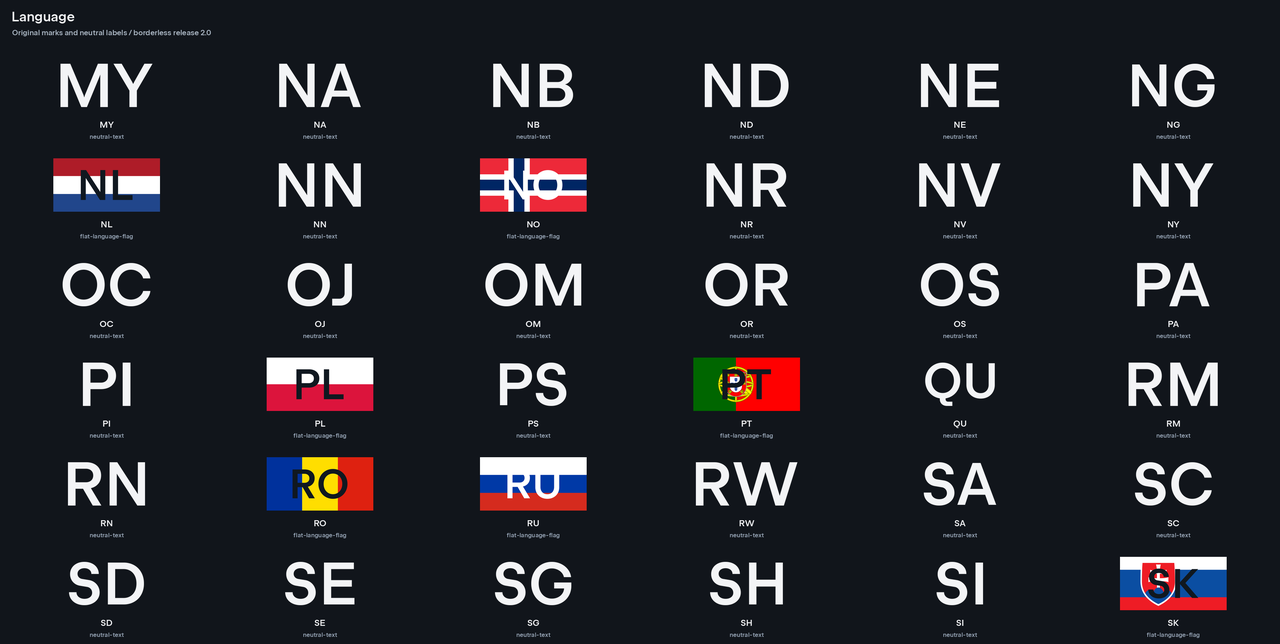 Language
Original marks and neutral labels / borderless release 2.0
MY NA NB ND NE NG
MY NA NB ND NE NG
neutral-text neutral-text neutral-text neutral-text neutral-text neutral-text
NL NN NO NR NV NY
NL NN NO NR NV NY
flat-language-flag neutral-text flat-language-flag neutral-text neutral-text neutral-text
OC OJ OM OR OS PA
OC OJ OM OR OS PA
neutral-text neutral-text neutral-text neutral-text neutral-text neutral-text
PI PL PS PT QU RM
PI PL PS PT QU RM
neutral-text flat-language-flag neutral-text flat-language-flag neutral-text neutral-text
RN RO RU RW SA SC
RN RO RU RW SA SC
neutral-text flat-language-flag flat-language-flag neutral-text neutral-text neutral-text
SD SE SG SH SI SK
SD SE SG SH SI SK
neutral-text neutral-text neutral-text neutral-text neutral-text flat-language-flag